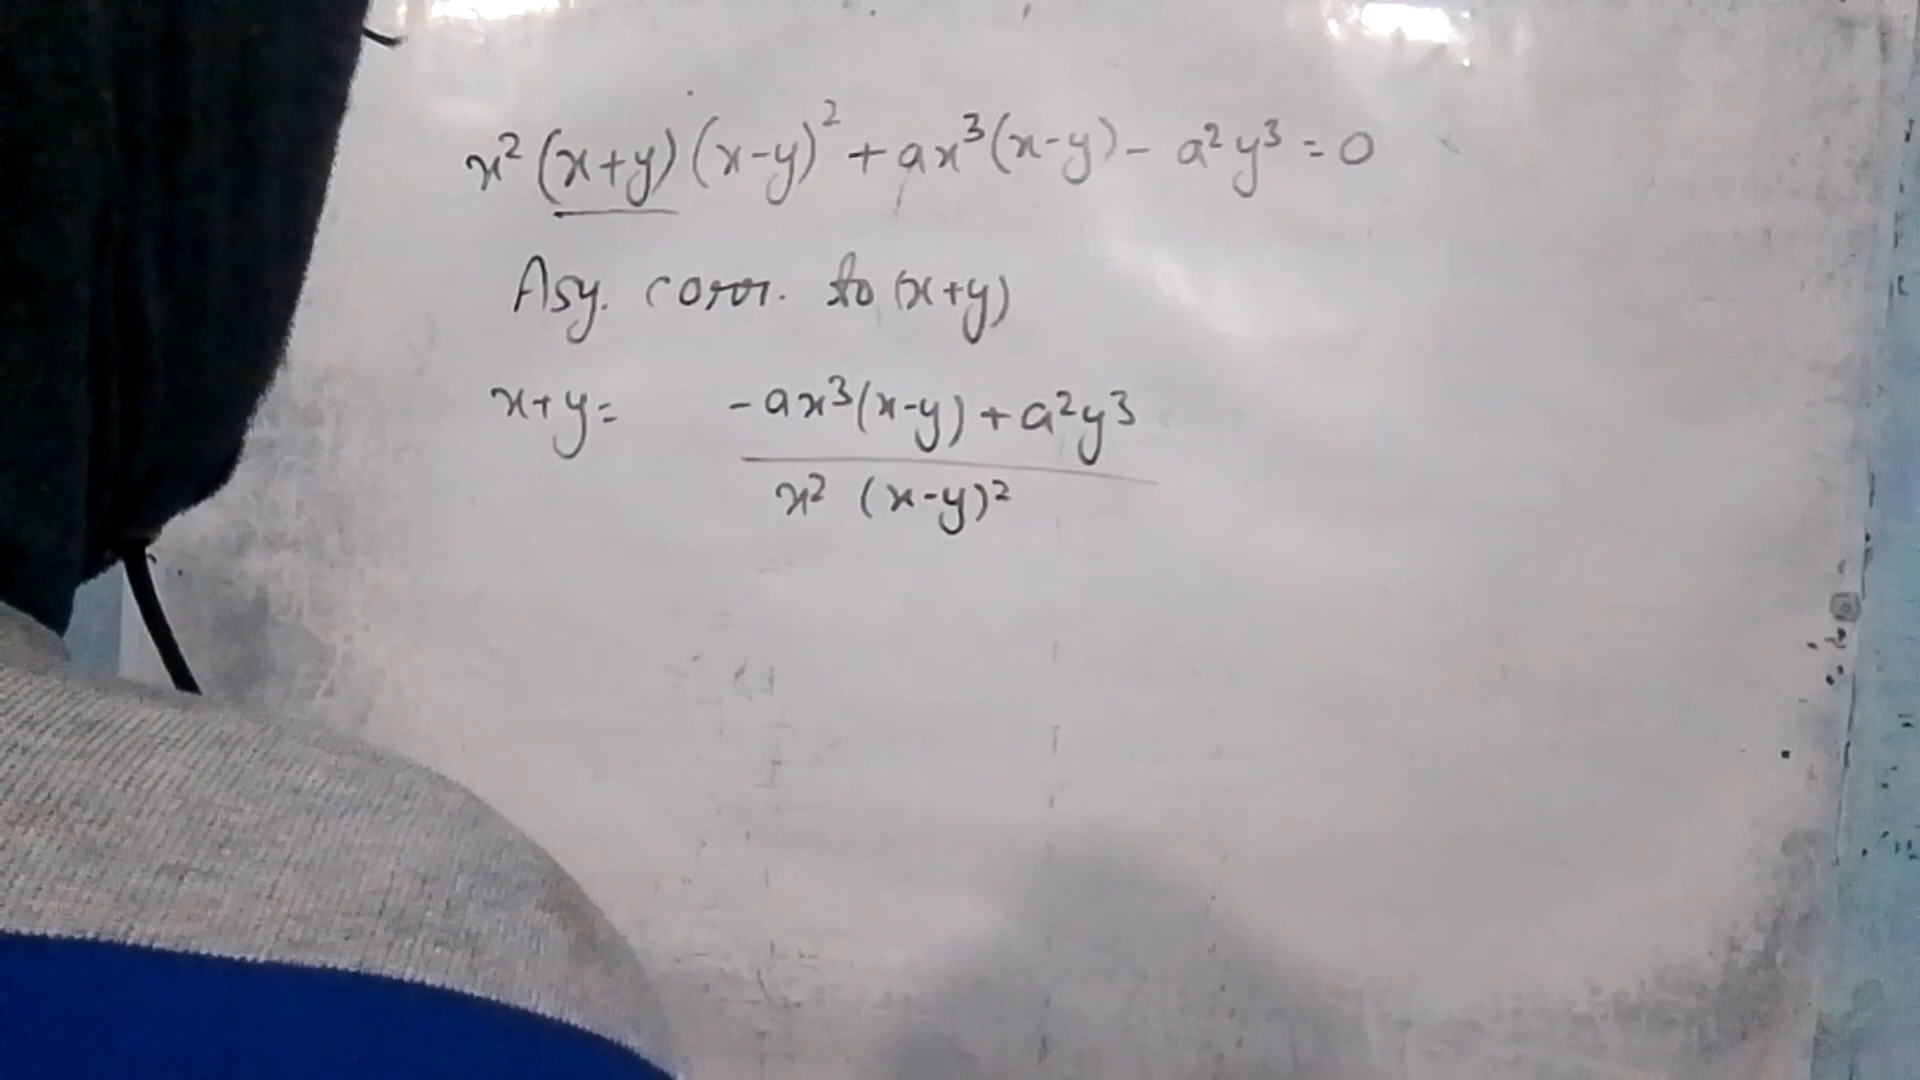 x²(x+y)(x-y)²+ax³(x-y)- a²y³=0
Asy. corr. to (x+y)
x+y= -ax³(x-y)+a²y³
x² (x-y)²